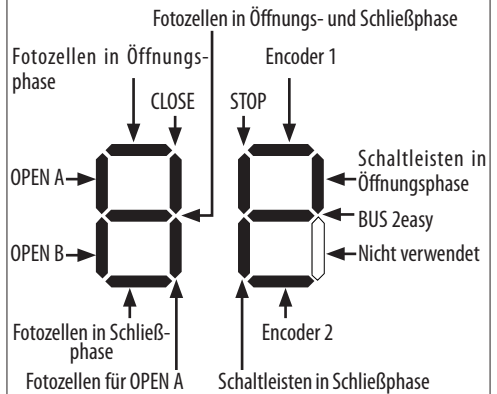 Fotozellen in Öffnungs- und Schließphase
Fotozellen in Öffnungs-
phase
Encoder 1
CLOSE
STOP
OPEN A
Schaltleisten in
Öffnungsphase
BUS 2easy
OPEN B
Nicht verwendet
Fotozellen in Schließ-
phase
Encoder 2
Fotozellen für OPEN A
Schaltleisten in Schließphase